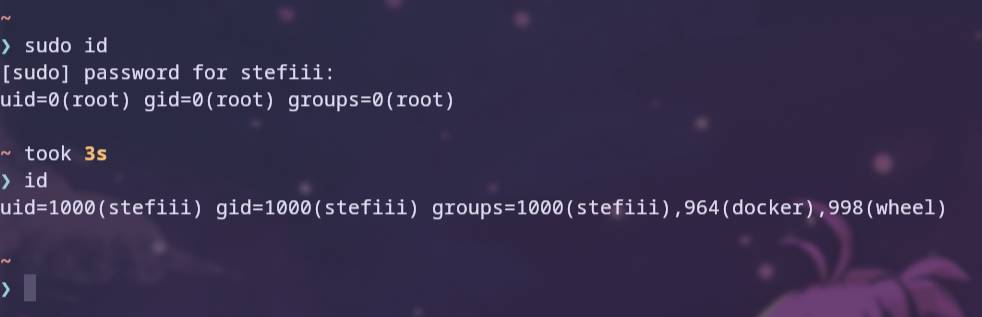 ~
❯ sudo id
[sudo] password for stefiii:
uid=0(root) gid=0(root) groups=0(root)
~ took 3s
❯ id
uid=1000(stefiii) gid=1000(stefiii) groups=1000(stefiii),964(docker),998(wheel)
~
❯